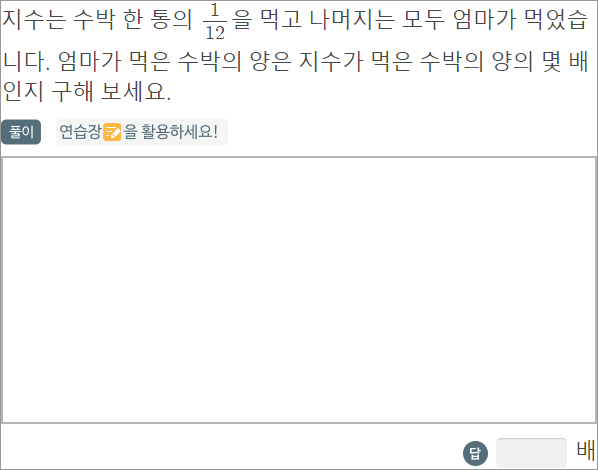 지수는 수박 한 통의 1/12을 먹고 나머지는 모두 엄마가 먹었습
니다. 엄마가 먹은 수박의 양은 지수가 먹은 수박의 양의 몇 배
인지 구해 보세요.
풀이 연습장을 활용하세요!
답 배